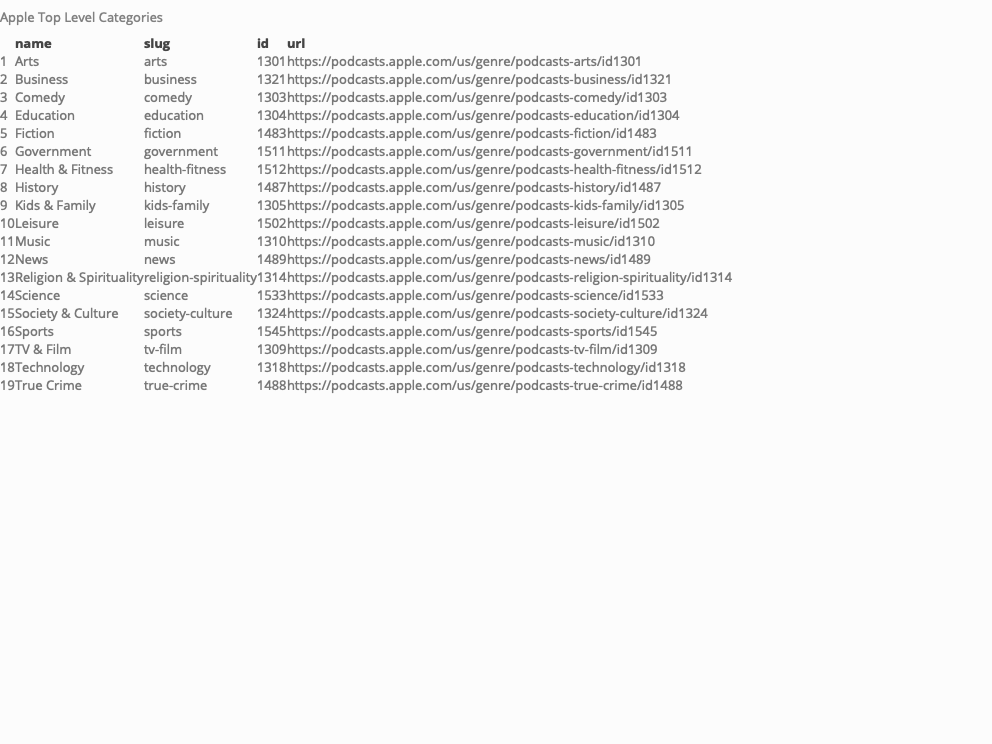 Apple Top Level Categories
name slug id url
1 Arts arts 1301 https://podcasts.apple.com/us/genre/podcasts-arts/id1301
2 Business business 1321 https://podcasts.apple.com/us/genre/podcasts-business/id1321
3 Comedy comedy 1303 https://podcasts.apple.com/us/genre/podcasts-comedy/id1303
4 Education education 1304 https://podcasts.apple.com/us/genre/podcasts-education/id1304
5 Fiction fiction 1483 https://podcasts.apple.com/us/genre/podcasts-fiction/id1483
6 Government government 1511 https://podcasts.apple.com/us/genre/podcasts-government/id1511
7 Health & Fitness health-fitness 1512 https://podcasts.apple.com/us/genre/podcasts-health-fitness/id1512
8 History history 1487 https://podcasts.apple.com/us/genre/podcasts-history/id1487
9 Kids & Family kids-family 1305 https://podcasts.apple.com/us/genre/podcasts-kids-family/id1305
10 Leisure leisure 1502 https://podcasts.apple.com/us/genre/podcasts-leisure/id1502
11 Music music 1310 https://podcasts.apple.com/us/genre/podcasts-music/id1310
12 News news 1489 https://podcasts.apple.com/us/genre/podcasts-news/id1489
13 Religion & Spirituality religion-spirituality 1314 https://podcasts.apple.com/us/genre/podcasts-religion-spirituality/id1314
14 Science science 1533 https://podcasts.apple.com/us/genre/podcasts-science/id1533
15 Society & Culture society-culture 1324 https://podcasts.apple.com/us/genre/podcasts-society-culture/id1324
16 Sports sports 1545 https://podcasts.apple.com/us/genre/podcasts-sports/id1545
17 TV & Film tv-film 1309 https://podcasts.apple.com/us/genre/podcasts-tv-film/id1309
18 Technology technology 1318 https://podcasts.apple.com/us/genre/podcasts-technology/id1318
19 True Crime true-crime 1488 https://podcasts.apple.com/us/genre/podcasts-true-crime/id1488